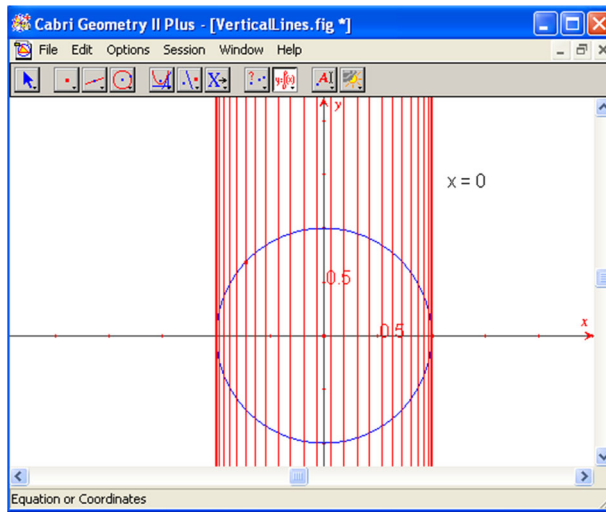 Cabri Geometry II Plus - [VerticalLines.fig *]
File Edit Options Session Window Help
X→ ?· y=f(x) AI
y
x = 0
0.5
x
0.5
Equation or Coordinates